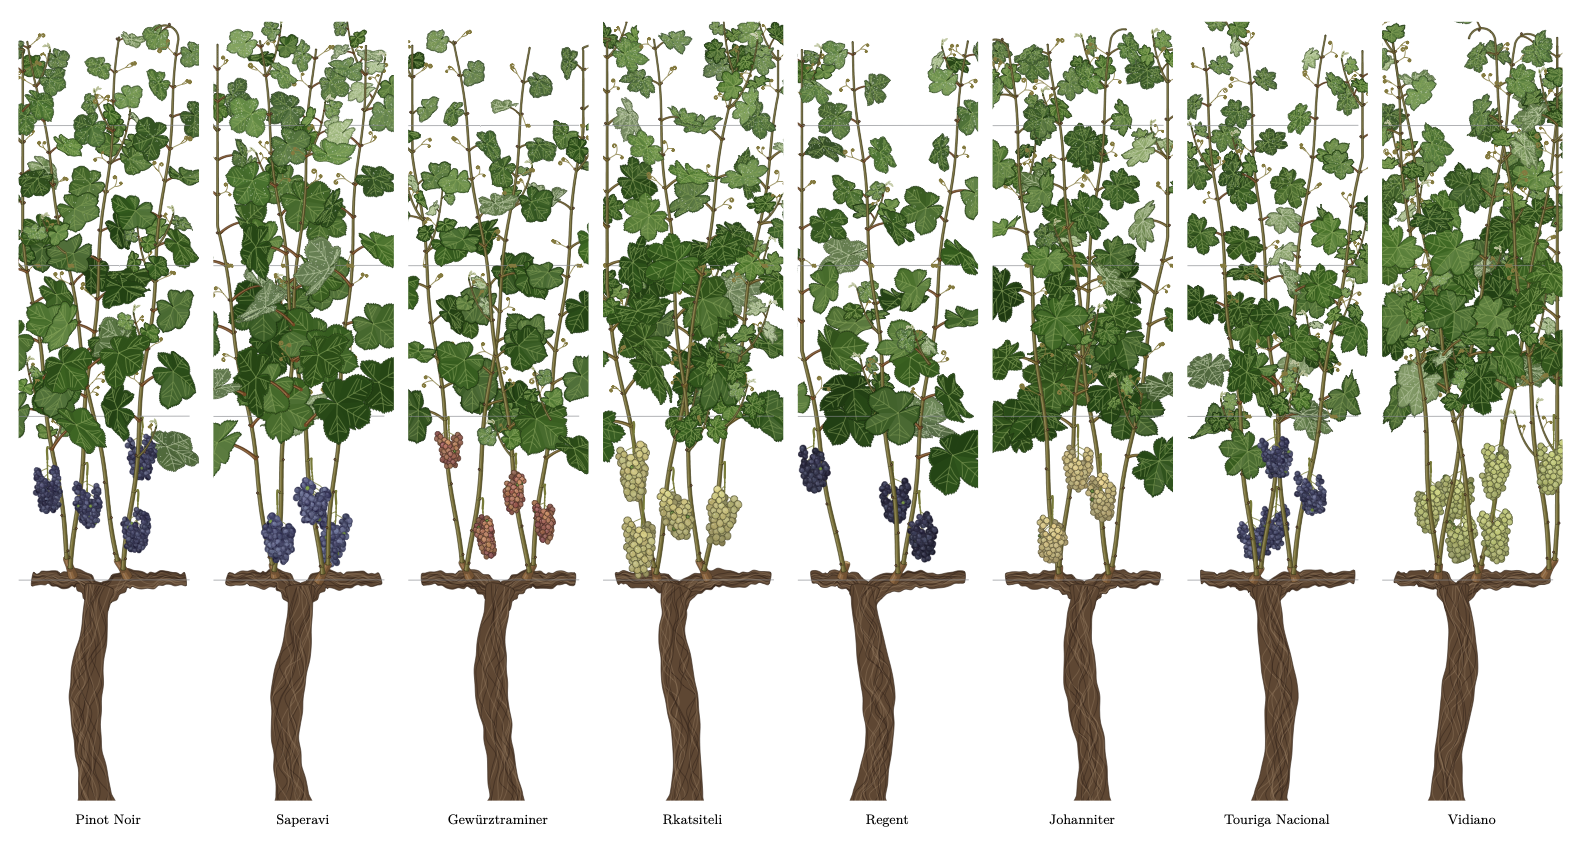 Pinot Noir
Saperavi
Gewürztraminer
Rkatsiteli
Regent
Johanniter
Touriga Nacional
Vidiano